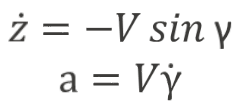 ż = −V sin γ
a = Vγ̇